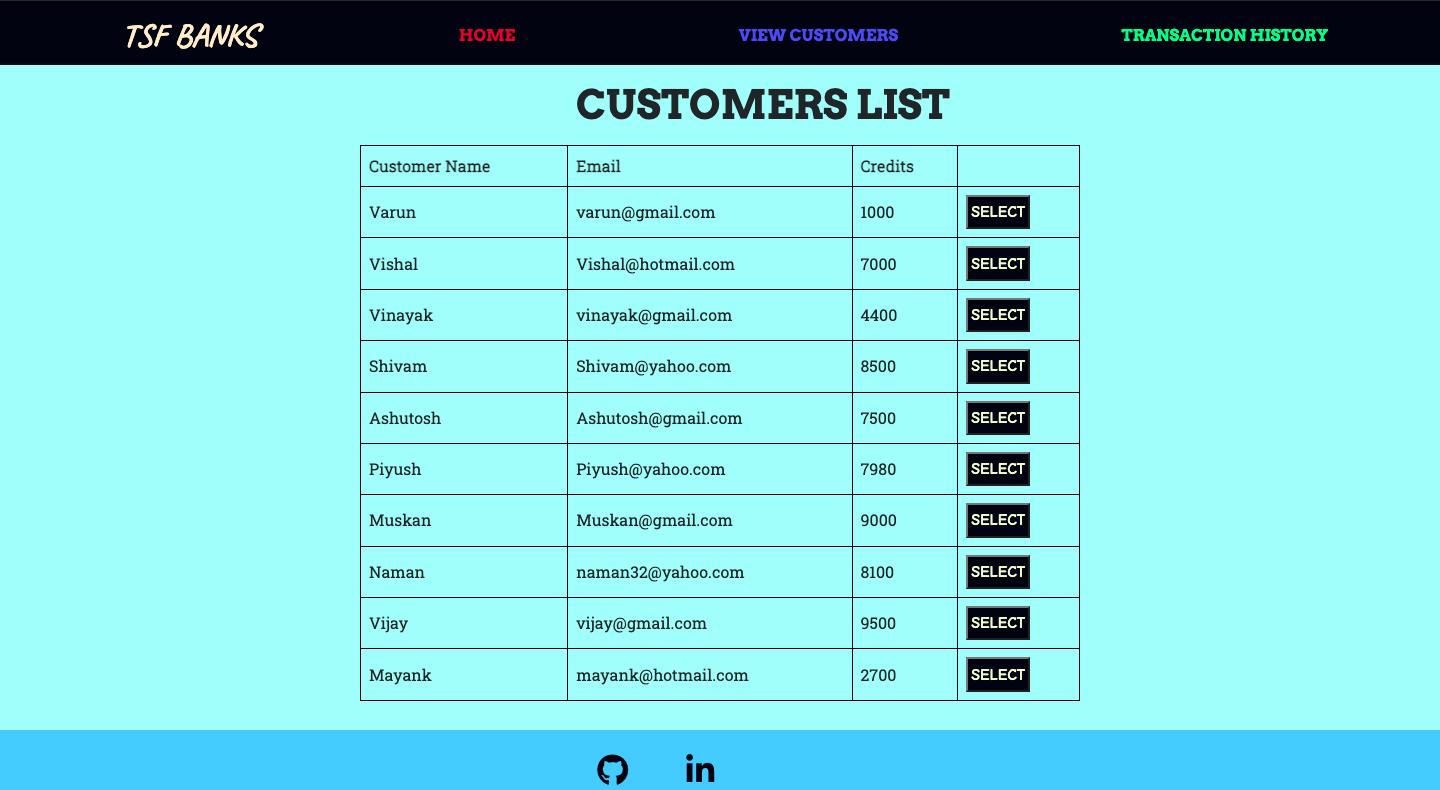 TSF BANKS HOME VIEW CUSTOMERS TRANSACTION HISTORY
CUSTOMERS LIST
Customer Name Email Credits
Varun varun@gmail.com 1000 SELECT
Vishal Vishal@hotmail.com 7000 SELECT
Vinayak vinayak@gmail.com 4400 SELECT
Shivam Shivam@yahoo.com 8500 SELECT
Ashutosh Ashutosh@gmail.com 7500 SELECT
Piyush Piyush@yahoo.com 7980 SELECT
Muskan Muskan@gmail.com 9000 SELECT
Naman naman32@yahoo.com 8100 SELECT
Vijay vijay@gmail.com 9500 SELECT
Mayank mayank@hotmail.com 2700 SELECT
in